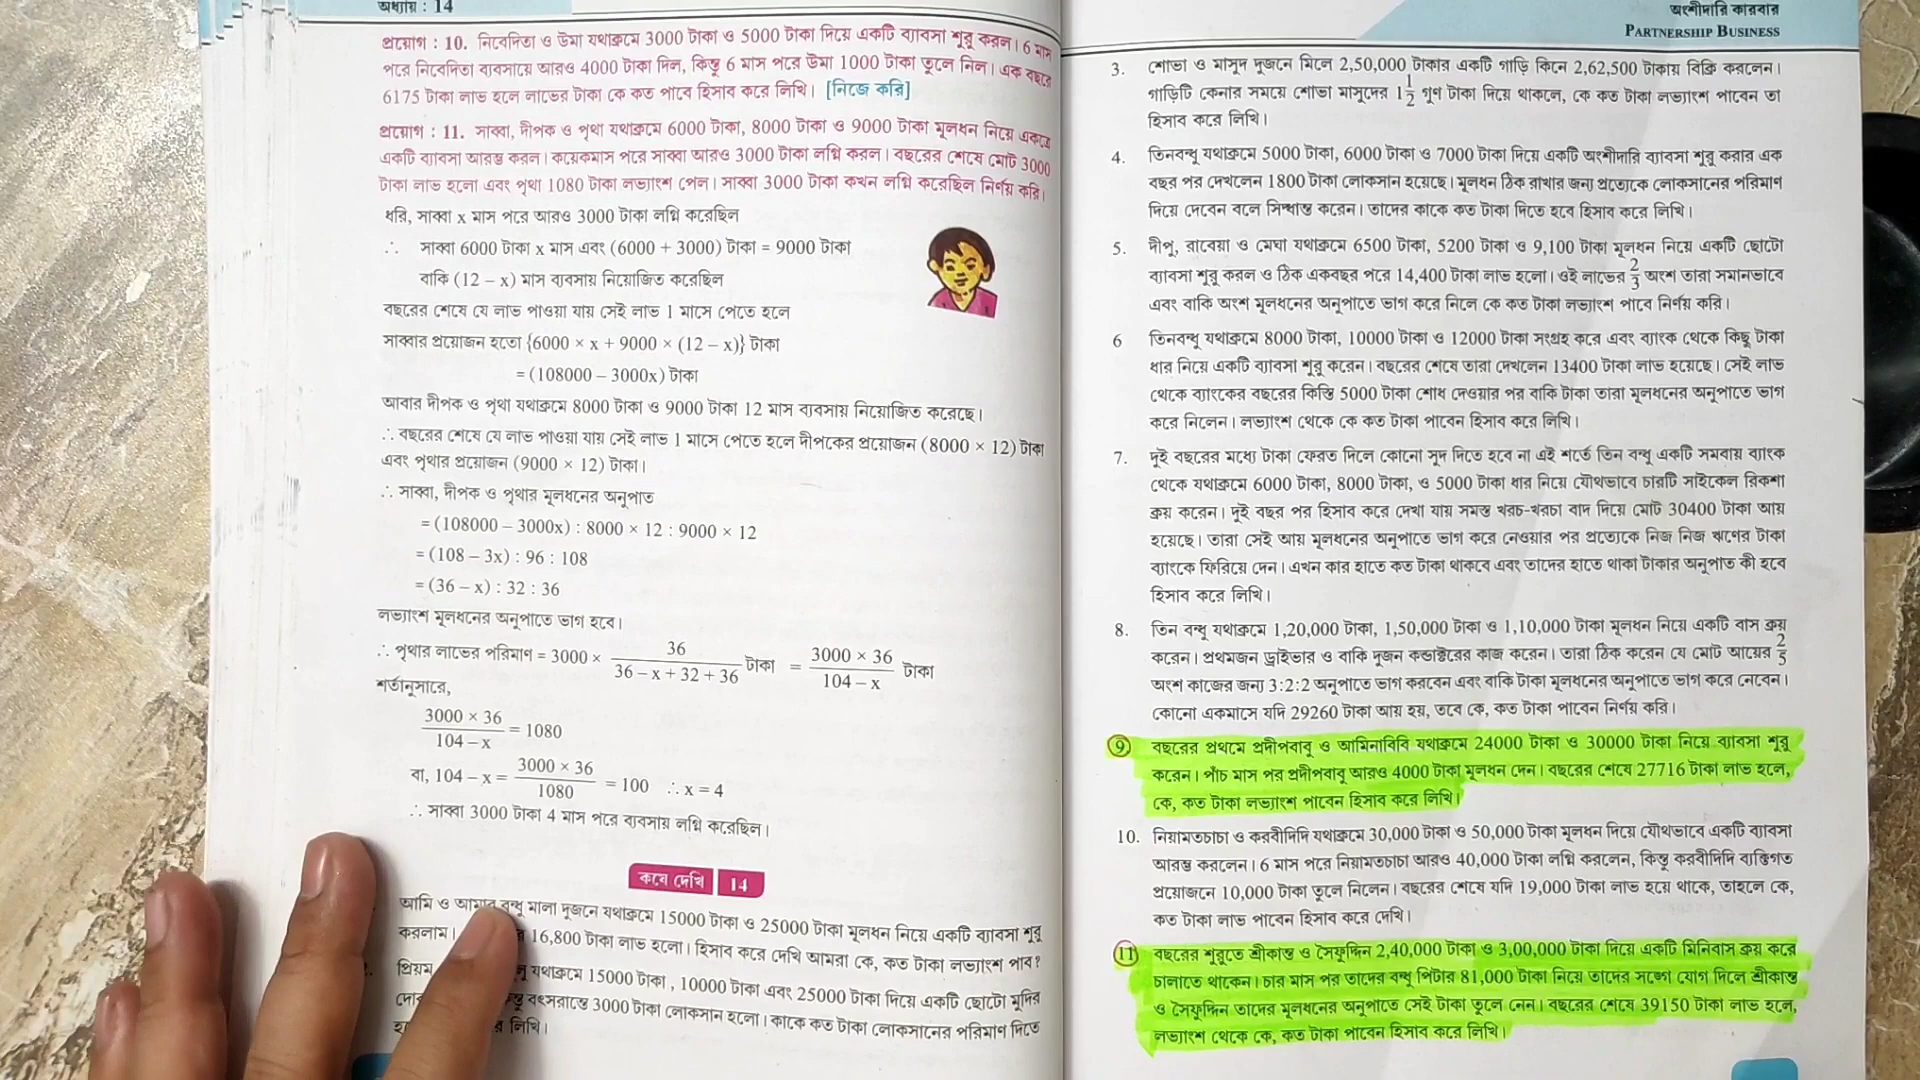 অধ্যায় : 14
প্রয়োগ : 10. নিবেদিতা ও উমা যথাক্রমে 3000 টাকা ও 5000 টাকা দিয়ে একটি ব্যাবসা শুরু করল। 6 মাস
পরে নিবেদিতা ব্যবসায়ে আরও 4000 টাকা দিল, কিন্তু 6 মাস পরে উমা 1000 টাকা তুলে নিল। এক বছরে
6175 টাকা লাভ হলে লাভের টাকা কে কত পাবে হিসাব করে লিখি। [নিজে করি]
প্রয়োগ : 11. সাব্বা, দীপক ও পৃথা যথাক্রমে 6000 টাকা, 8000 টাকা ও 9000 টাকা মূলধন নিয়ে একত্রে
একটি ব্যাবসা আরম্ভ করল। কয়েকমাস পরে সাব্বা আরও 3000 টাকা লগ্নি করল। বছরের শেষে মোট 3000
টাকা লাভ হলো এবং পৃথা 1080 টাকা লভ্যাংশ পেল। সাব্বা 3000 টাকা কখন লগ্নি করেছিল নির্ণয় করি।
ধরি, সাব্বা x মাস পরে আরও 3000 টাকা লগ্নি করেছিল
∴ সাব্বা 6000 টাকা x মাস এবং (6000 + 3000) টাকা = 9000 টাকা
বাকি (12 – x) মাস ব্যবসায় নিয়োজিত করেছিল
বছরের শেষে যে লাভ পাওয়া যায় সেই লাভ 1 মাসে পেতে হলে
সাব্বার প্রয়োজন হতো {6000 × x + 9000 × (12 – x)} টাকা
= (108000 – 3000x) টাকা
আবার দীপক ও পৃথা যথাক্রমে 8000 টাকা ও 9000 টাকা 12 মাস ব্যবসায় নিয়োজিত করেছে।
∴ বছরের শেষে যে লাভ পাওয়া যায় সেই লাভ 1 মাসে পেতে হলে দীপকের প্রয়োজন (8000 × 12) টাকা
এবং পৃথার প্রয়োজন (9000 × 12) টাকা।
∴ সাব্বা, দীপক ও পৃথার মূলধনের অনুপাত
= (108000 – 3000x) : 8000 × 12 : 9000 × 12
= (108 – 3x) : 96 : 108
= (36 – x) : 32 : 36
লভ্যাংশ মূলধনের অনুপাতে ভাগ হবে।
∴ পৃথার লাভের পরিমাণ = 3000 × 36/(36 – x + 32 + 36) টাকা = (3000 × 36)/(104 – x) টাকা
শর্তানুসারে,
(3000 × 36)/(104 – x) = 1080
বা, 104 – x = (3000 × 36)/1080 = 100 ∴ x = 4
∴ সাব্বা 3000 টাকা 4 মাস পরে ব্যবসায় লগ্নি করেছিল।
কষে দেখি 14
আমি ও আমার বন্ধু মালা দুজনে যথাক্রমে 15000 টাকা ও 25000 টাকা মূলধন নিয়ে একটি ব্যাবসা শুরু
করলাম। 16,800 টাকা লাভ হলো। হিসাব করে দেখি আমরা কে, কত টাকা লভ্যাংশ পাব?
প্রিয়ম যথাক্রমে 15000 টাকা, 10000 টাকা এবং 25000 টাকা দিয়ে একটি ছোটো মুদির
বৎসরান্তে 3000 টাকা লোকসান হলো। কাকে কত টাকা লোকসানের পরিমাণ দিতে
লিখি।
অংশীদারি কারবার
PARTNERSHIP BUSINESS
3. শোভা ও মাসুদ দুজনে মিলে 2,50,000 টাকার একটি গাড়ি কিনে 2,62,500 টাকায় বিক্রি করলেন।
গাড়িটি কেনার সময়ে শোভা মাসুদের 1 1/2 গুণ টাকা দিয়ে থাকলে, কে কত টাকা লভ্যাংশ পাবেন তা
হিসাব করে লিখি।
4. তিনবন্ধু যথাক্রমে 5000 টাকা, 6000 টাকা ও 7000 টাকা দিয়ে একটি অংশীদারি ব্যাবসা শুরু করার এক
বছর পর দেখলেন 1800 টাকা লোকসান হয়েছে। মূলধন ঠিক রাখার জন্য প্রত্যেকে লোকসানের পরিমাণ
দিয়ে দেবেন বলে সিদ্ধান্ত করেন। তাদের কাকে কত টাকা দিতে হবে হিসাব করে লিখি।
5. দীপু, রাবেয়া ও মেঘা যথাক্রমে 6500 টাকা, 5200 টাকা ও 9,100 টাকা মূলধন নিয়ে একটি ছোটো
ব্যাবসা শুরু করল ও ঠিক একবছর পরে 14,400 টাকা লাভ হলো। ওই লাভের 2/3 অংশ তারা সমানভাবে
এবং বাকি অংশ মূলধনের অনুপাতে ভাগ করে নিলে কে কত টাকা লভ্যাংশ পাবে নির্ণয় করি।
6 তিনবন্ধু যথাক্রমে 8000 টাকা, 10000 টাকা ও 12000 টাকা সংগ্রহ করে এবং ব্যাংক থেকে কিছু টাকা
ধার নিয়ে একটি ব্যাবসা শুরু করেন। বছরের শেষে তারা দেখলেন 13400 টাকা লাভ হয়েছে। সেই লাভ
থেকে ব্যাংকের বছরের কিস্তি 5000 টাকা শোধ দেওয়ার পর বাকি টাকা তারা মূলধনের অনুপাতে ভাগ
করে নিলেন। লভ্যাংশ থেকে কে কত টাকা পাবেন হিসাব করে লিখি।
7. দুই বছরের মধ্যে টাকা ফেরত দিলে কোনো সুদ দিতে হবে না এই শর্তে তিন বন্ধু একটি সমবায় ব্যাংক
থেকে যথাক্রমে 6000 টাকা, 8000 টাকা, ও 5000 টাকা ধার নিয়ে যৌথভাবে চারটি সাইকেল রিকশা
ক্রয় করেন। দুই বছর পর হিসাব করে দেখা যায় সমস্ত খরচ-খরচা বাদ দিয়ে মোট 30400 টাকা আয়
হয়েছে। তারা সেই আয় মূলধনের অনুপাতে ভাগ করে নেওয়ার পর প্রত্যেকে নিজ নিজ ঋণের টাকা
ব্যাংকে ফিরিয়ে দেন। এখন কার হাতে কত টাকা থাকবে এবং তাদের হাতে থাকা টাকার অনুপাত কী হবে
হিসাব করে লিখি।
8. তিন বন্ধু যথাক্রমে 1,20,000 টাকা, 1,50,000 টাকা ও 1,10,000 টাকা মূলধন নিয়ে একটি বাস ক্রয়
করেন। প্রথমজন ড্রাইভার ও বাকি দুজন কন্ডাক্টরের কাজ করেন। তারা ঠিক করেন যে মোট আয়ের 2/5
অংশ কাজের জন্য 3:2:2 অনুপাতে ভাগ করবেন এবং বাকি টাকা মূলধনের অনুপাতে ভাগ করে নেবেন।
কোনো একমাসে যদি 29260 টাকা আয় হয়, তবে কে, কত টাকা পাবেন নির্ণয় করি।
9 বছরের প্রথমে প্রদীপবাবু ও আমিনাবিবি যথাক্রমে 24000 টাকা ও 30000 টাকা নিয়ে ব্যাবসা শুরু
করেন। পাঁচ মাস পর প্রদীপবাবু আরও 4000 টাকা মূলধন দেন। বছরের শেষে 27716 টাকা লাভ হলে,
কে, কত টাকা লভ্যাংশ পাবেন হিসাব করে লিখি।
10. নিয়ামতচাচা ও করবীদিদি যথাক্রমে 30,000 টাকা ও 50,000 টাকা মূলধন দিয়ে যৌথভাবে একটি ব্যাবসা
আরম্ভ করলেন। 6 মাস পরে নিয়ামতচাচা আরও 40,000 টাকা লগ্নি করলেন, কিন্তু করবীদিদি ব্যক্তিগত
প্রয়োজনে 10,000 টাকা তুলে নিলেন। বছরের শেষে যদি 19,000 টাকা লাভ হয়ে থাকে, তাহলে কে,
কত টাকা লাভ পাবেন হিসাব করে দেখি।
11 বছরের শুরুতে শ্রীকান্ত ও সৈফুদ্দিন 2,40,000 টাকা ও 3,00,000 টাকা দিয়ে একটি মিনিবাস ক্রয় করে
চালাতে থাকেন। চার মাস পর তাদের বন্ধু পিটার 81,000 টাকা নিয়ে তাদের সঙ্গে যোগ দিলে শ্রীকান্ত
ও সৈফুদ্দিন তাদের মূলধনের অনুপাতে সেই টাকা তুলে নেন। বছরের শেষে 39150 টাকা লাভ হলে,
লভ্যাংশ থেকে কে, কত টাকা পাবেন হিসাব করে লিখি।